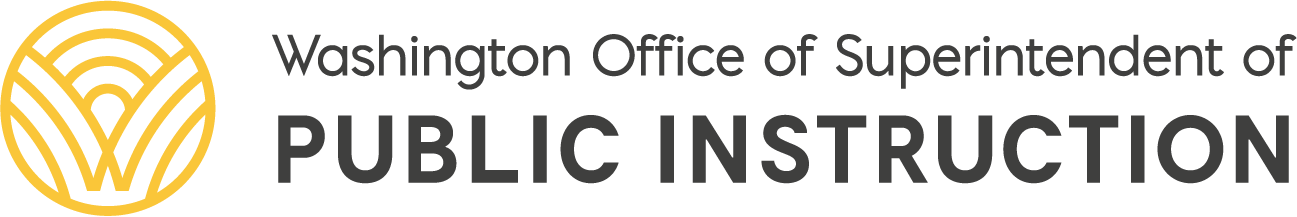 Washington Office of Superintendent of
PUBLIC INSTRUCTION